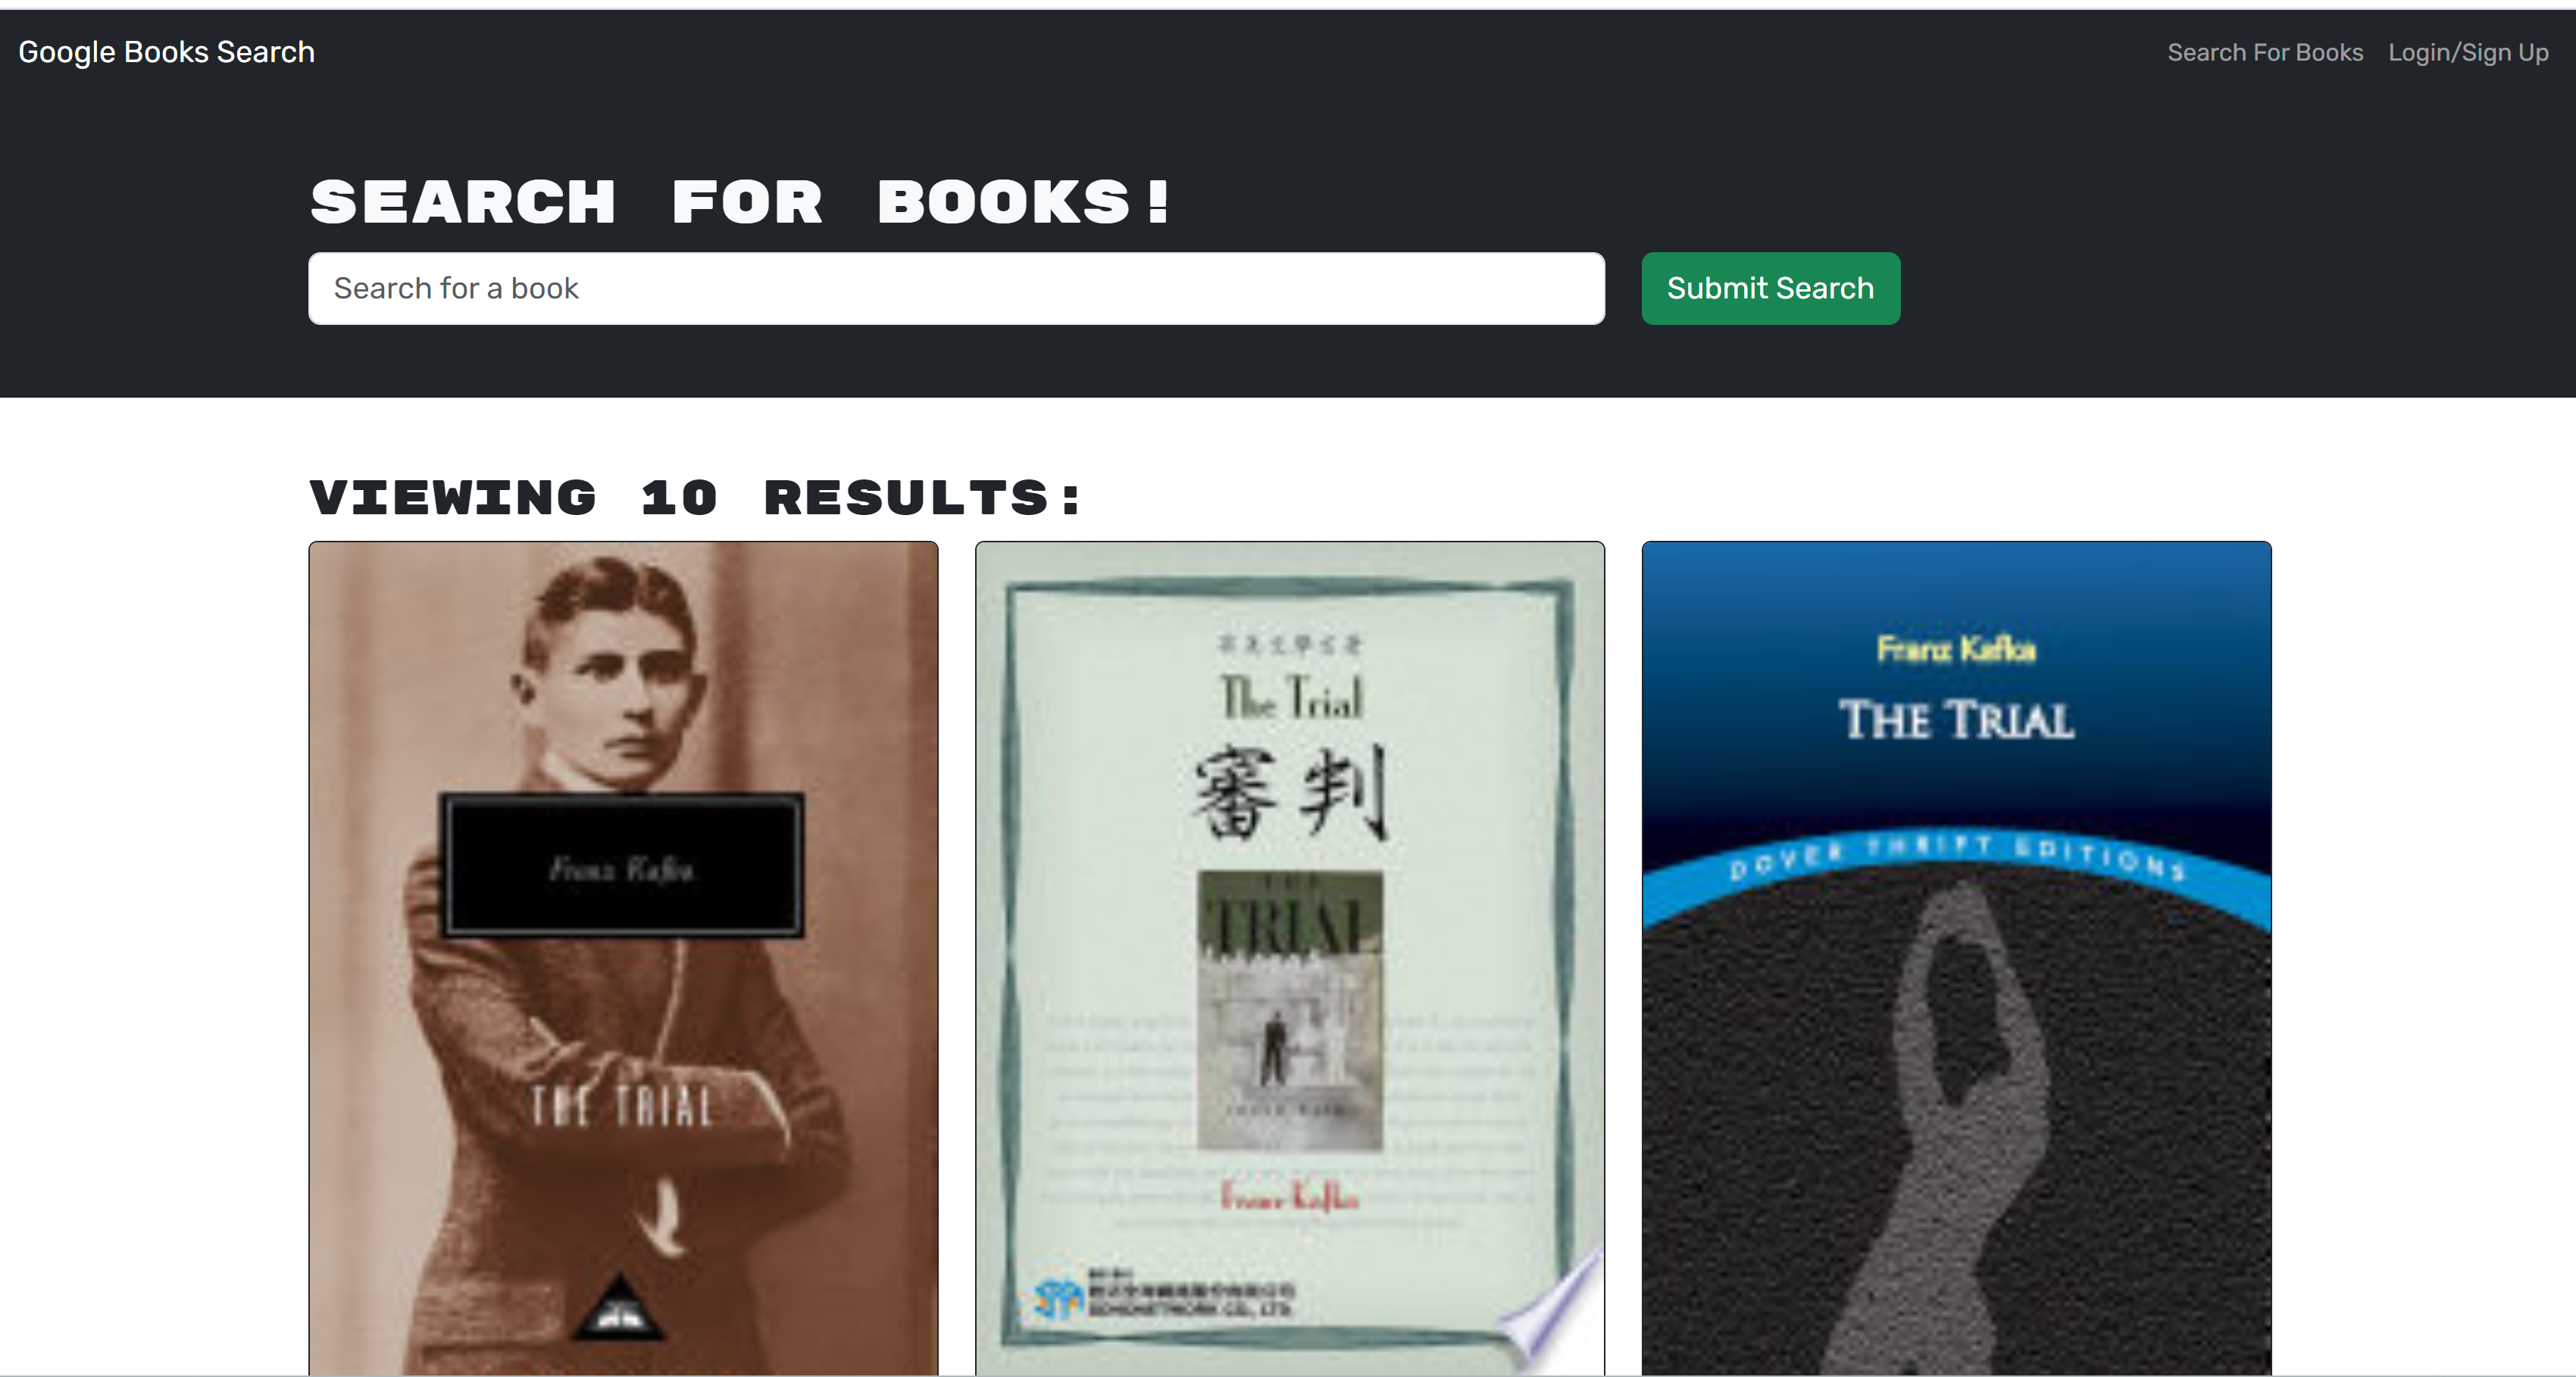 Google Books Search
Search For Books
Login/Sign Up
SEARCH FOR BOOKS!
Search for a book
Submit Search
VIEWING 10 RESULTS:
Franz Kafka
THE TRIAL
The Trial
審判
THE
TRIAL
Franz Kafka
Franz Kafka
THE TRIAL
DOVER THRIFT EDITIONS